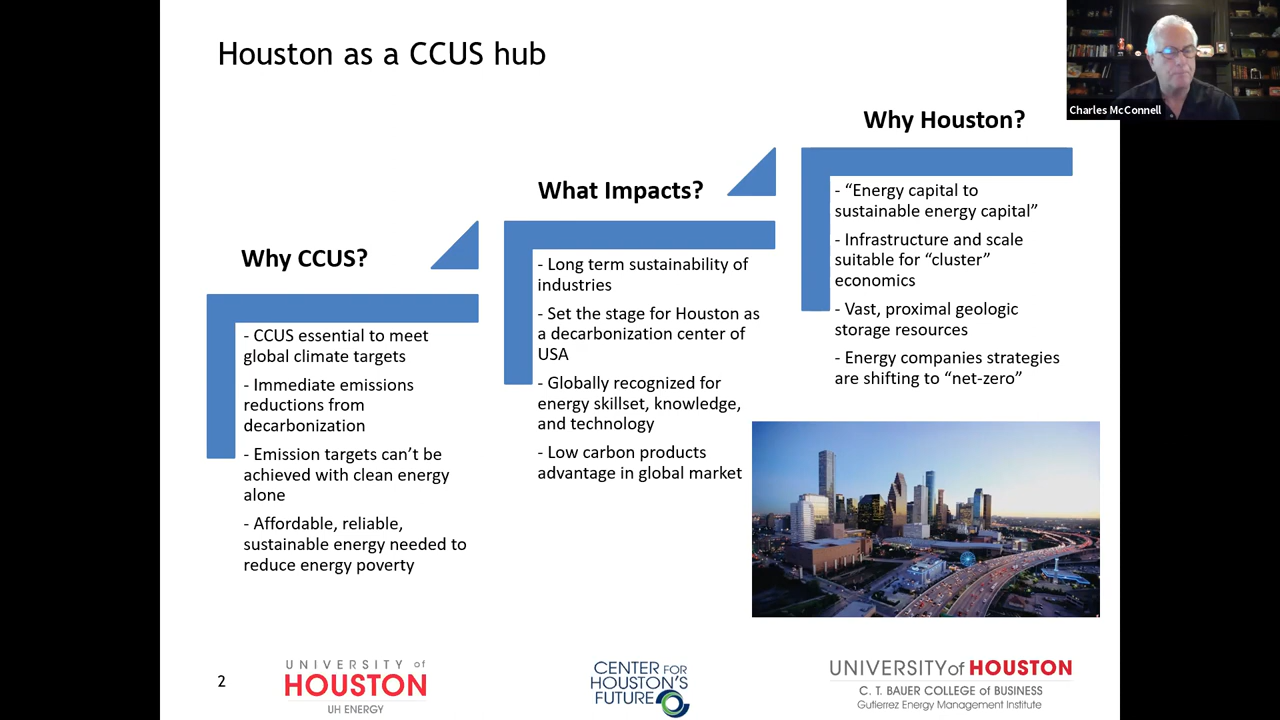 Houston as a CCUS hub
Charles McConnell
Why CCUS?
- CCUS essential to meet
global climate targets
- Immediate emissions
reductions from
decarbonization
- Emission targets can’t be
achieved with clean energy
alone
- Affordable, reliable,
sustainable energy needed to
reduce energy poverty
What Impacts?
- Long term sustainability of
industries
- Set the stage for Houston as
a decarbonization center of
USA
- Globally recognized for
energy skillset, knowledge,
and technology
- Low carbon products
advantage in global market
Why Houston?
- “Energy capital to
sustainable energy capital”
- Infrastructure and scale
suitable for “cluster”
economics
- Vast, proximal geologic
storage resources
- Energy companies strategies
are shifting to “net-zero”
2
UNIVERSITY of
HOUSTON
UH ENERGY
CENTER FOR
HOUSTON'S
FUTURE
UNIVERSITY of HOUSTON
C. T. BAUER COLLEGE of BUSINESS
Gutierrez Energy Management Institute